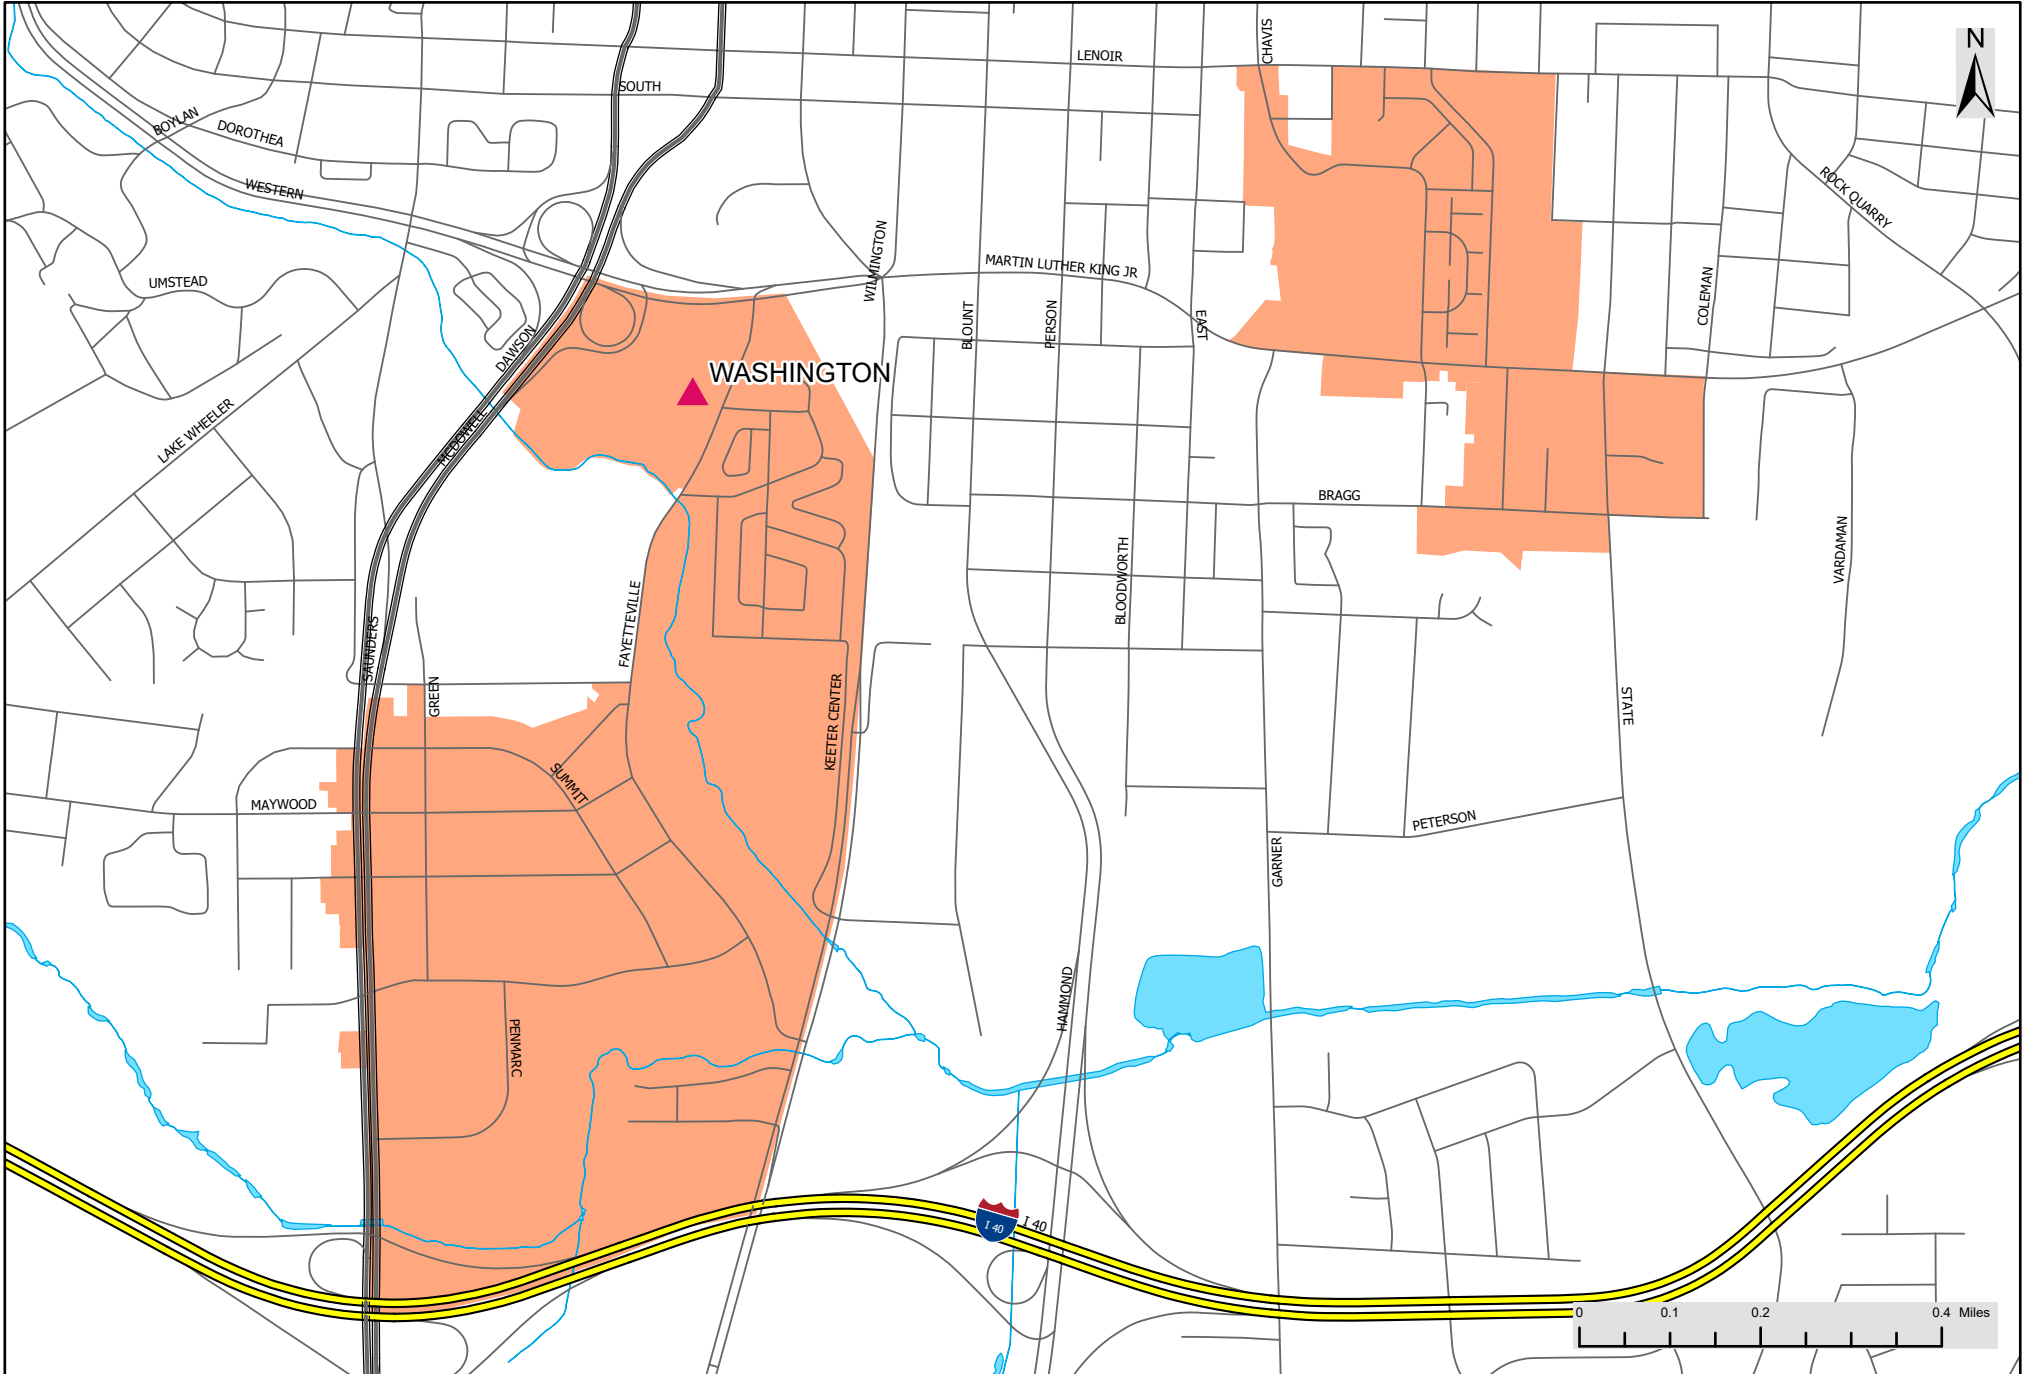 CHAVIS
N
LENOIR
SOUTH
BOYLAN
DOROTHEA
WESTERN
ROCK QUARRY
WILMINGTON
MARTIN LUTHER KING JR
UMSTEAD
COLEMAN
BLOUNT
PERSON
EAST
DAWSON
WASHINGTON
LAKE WHEELER
MCDOWELL
BRAGG
VARDAMAN
BLOODWORTH
FAYETTEVILLE
SAUNDERS
GREEN
KEETER CENTER
STATE
SUMMIT
MAYWOOD
PETERSON
GARNER
HAMMOND
PENMARC
I 40
I 40
0 0.1 0.2 0.4 Miles